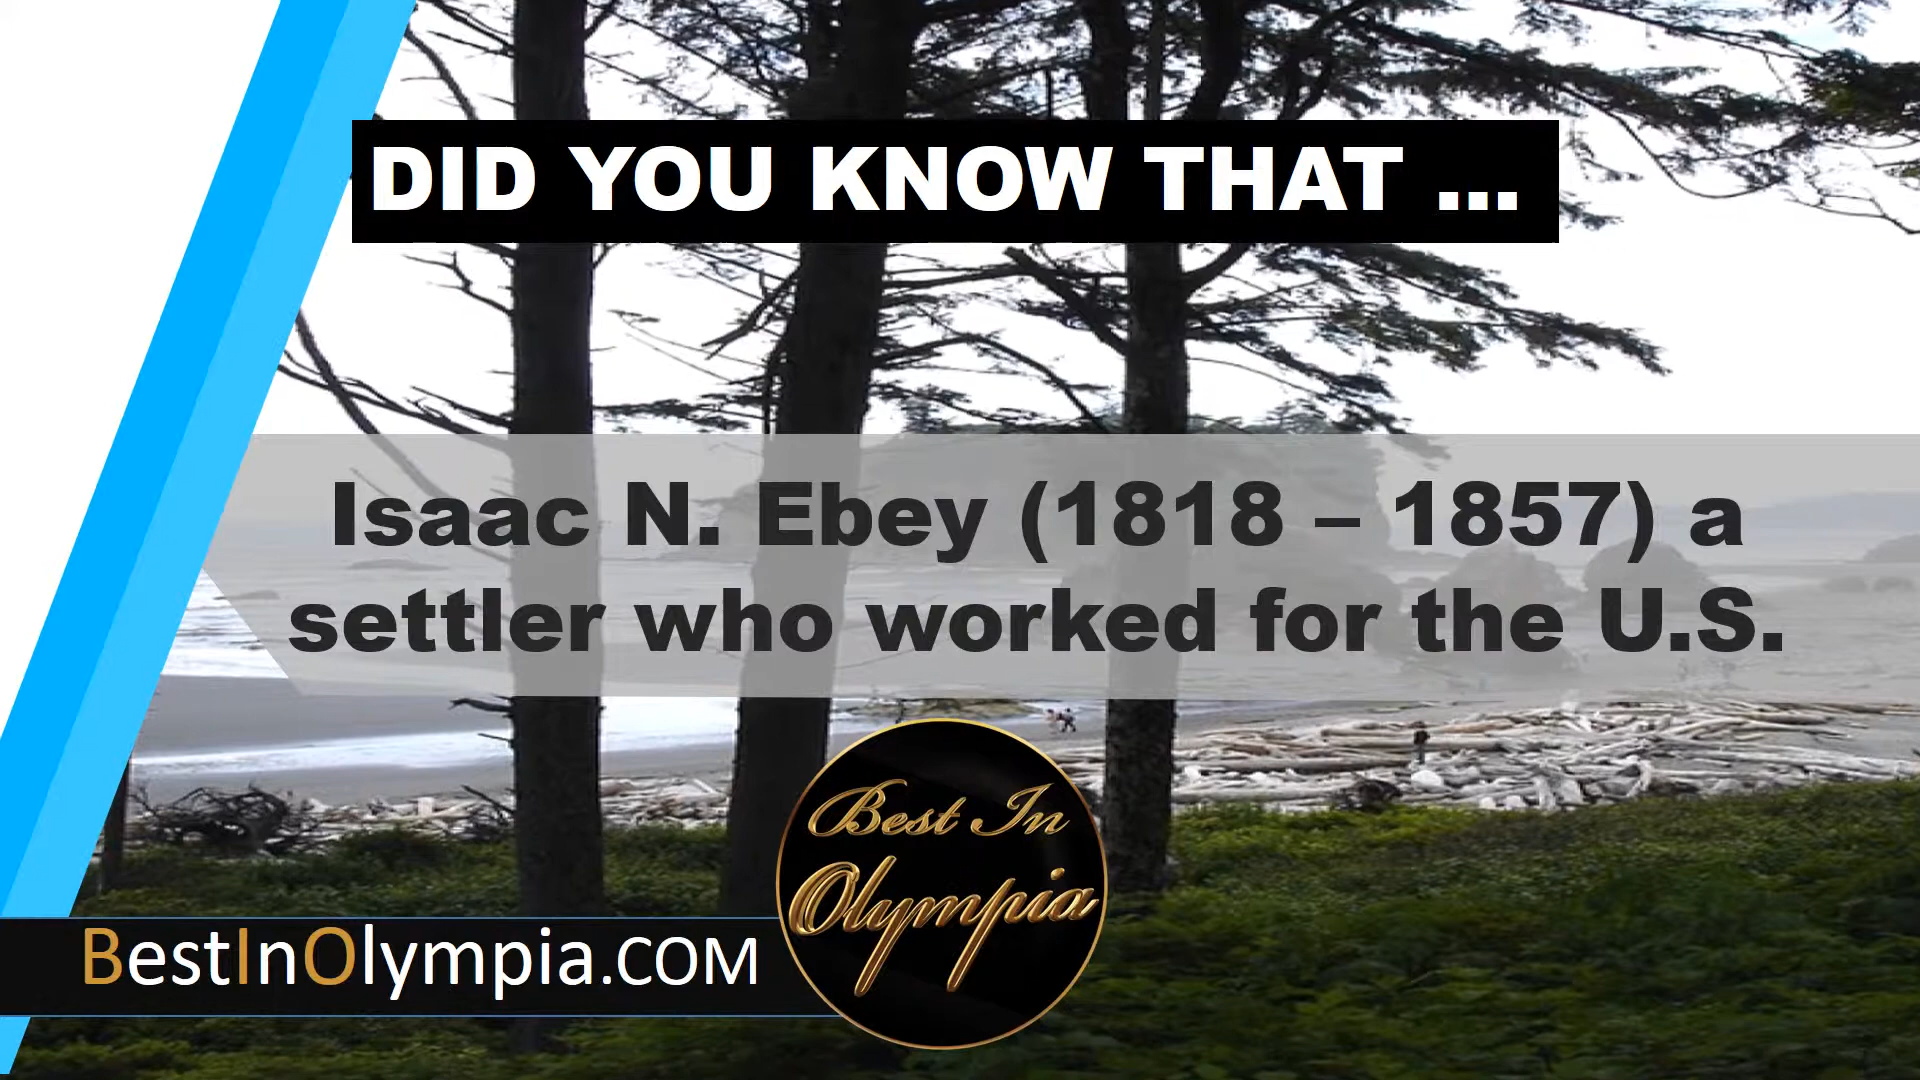 DID YOU KNOW THAT ...
Isaac N. Ebey (1818 – 1857) a
settler who worked for the U.S.
Best In
Olympia
BestInOlympia.COM